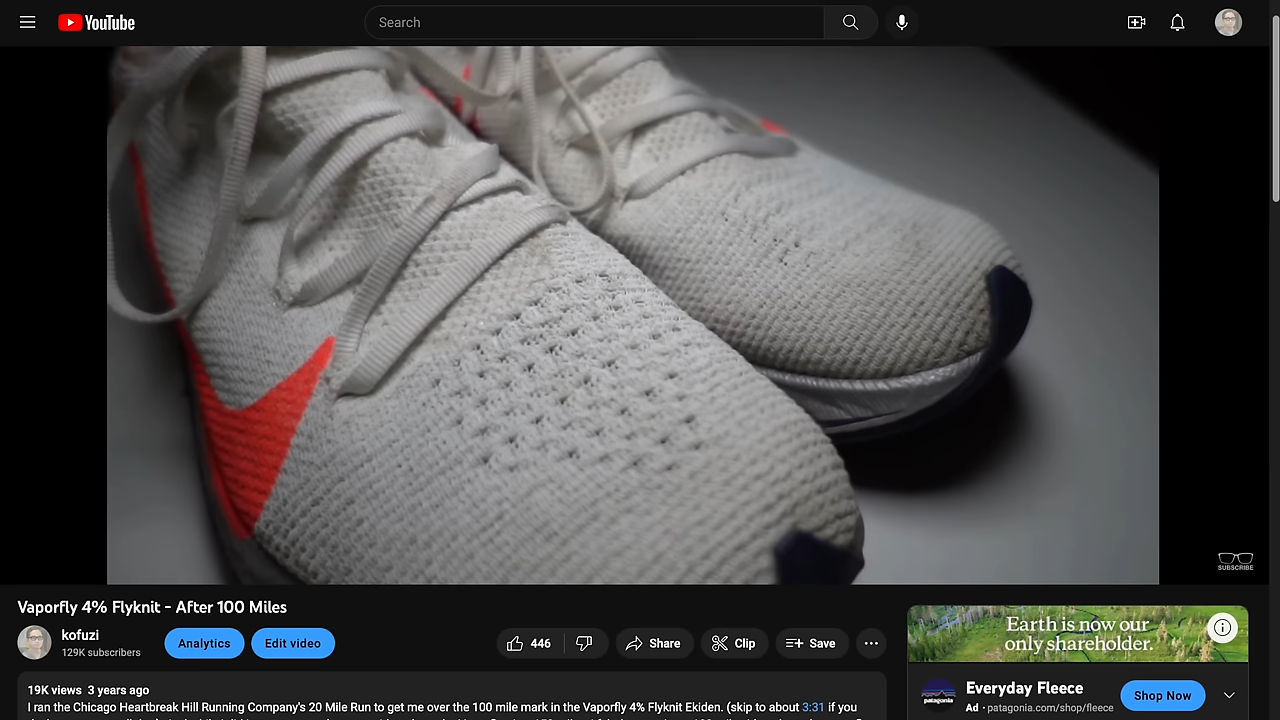 YouTube
Search
SUBSCRIBE
Vaporfly 4% Flyknit - After 100 Miles
kofuzi
129K subscribers
Analytics
Edit video
446
Share
Clip
Save
Earth is now our
only shareholder.
patagonia
Everyday Fleece
Ad · patagonia.com/shop/fleece
Shop Now
19K views 3 years ago
I ran the Chicago Heartbreak Hill Running Company's 20 Mile Run to get me over the 100 mile mark in the Vaporfly 4% Flyknit Ekiden. (skip to about 3:31 if you